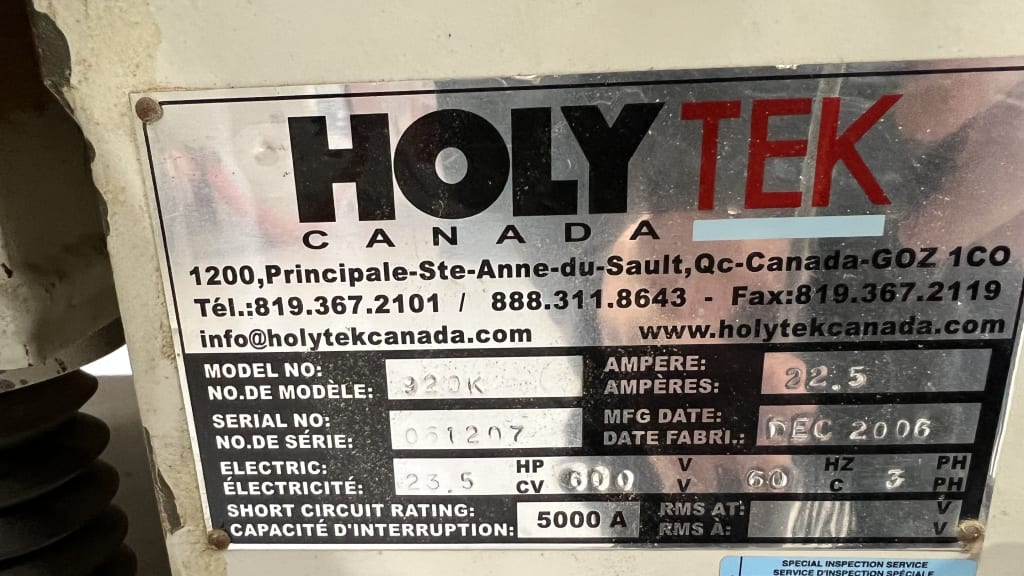 HOLYTEK
CANADA
1200,Principale-Ste-Anne-du-Sault,Qc-Canada-GOZ 1CO
Tél.:819.367.2101 / 888.311.8643 - Fax:819.367.2119
info@holytekcanada.com www.holytekcanada.com
MODEL NO:
NO.DE MODÈLE: 920K
AMPERE:
AMPÈRES: 22.5
SERIAL NO:
NO.DE SÉRIE: 051207
MFG DATE:
DATE FABRI.: DEC 2006
ELECTRIC: HP V HZ PH
ÉLECTRICITÉ: 23.5 CV 600 V 60 C 3 PH
SHORT CIRCUIT RATING: RMS AT: V
CAPACITÉ D'INTERRUPTION: 5000 A RMS À: V
SPECIAL INSPECTION SERVICE
SERVICE D'INSPECTION SPÉCIALE